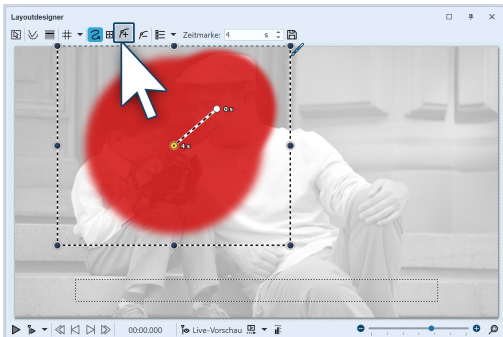 Layoutdesigner
Zeitmarke: 4 s
0 s
4 s
00:00.000 Live-Vorschau